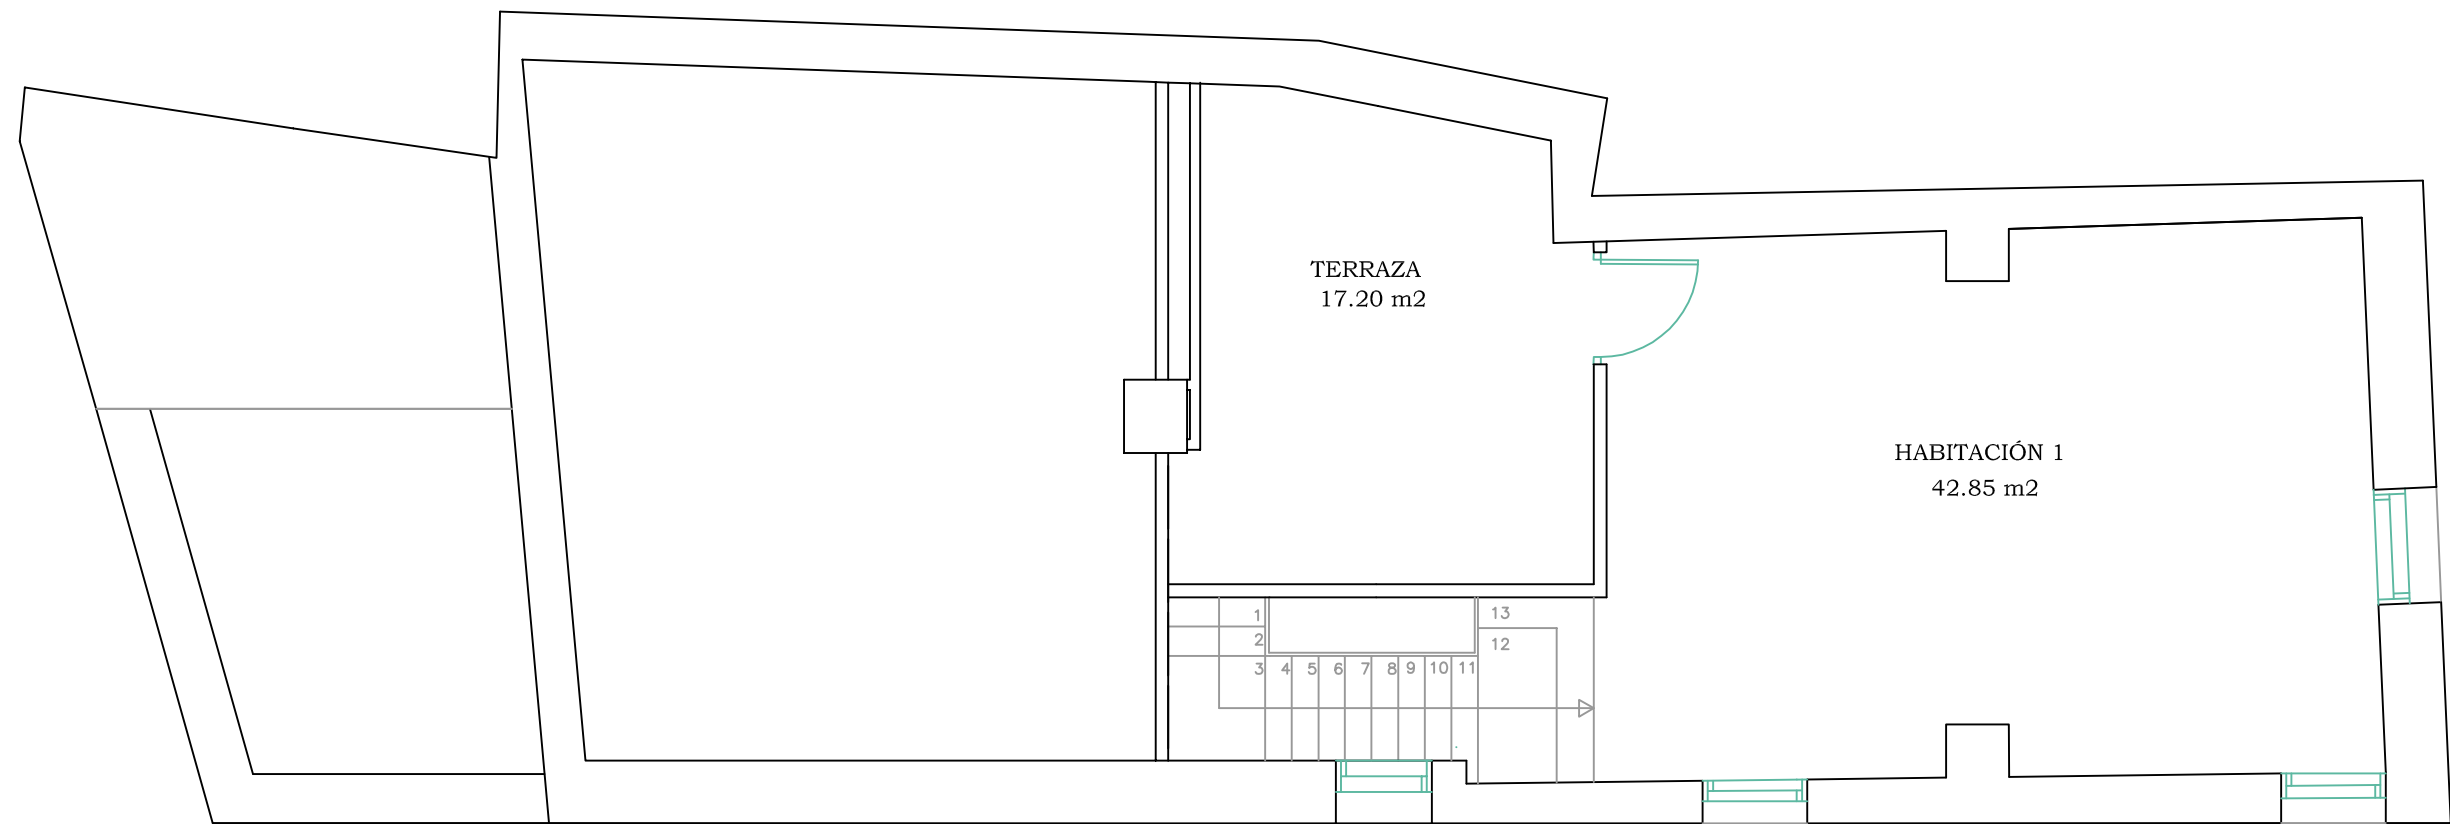 TERRAZA
17.20 m2
HABITACIÓN 1
42.85 m2
1
13
2
12
3 4 5 6 7 8 9 10 11